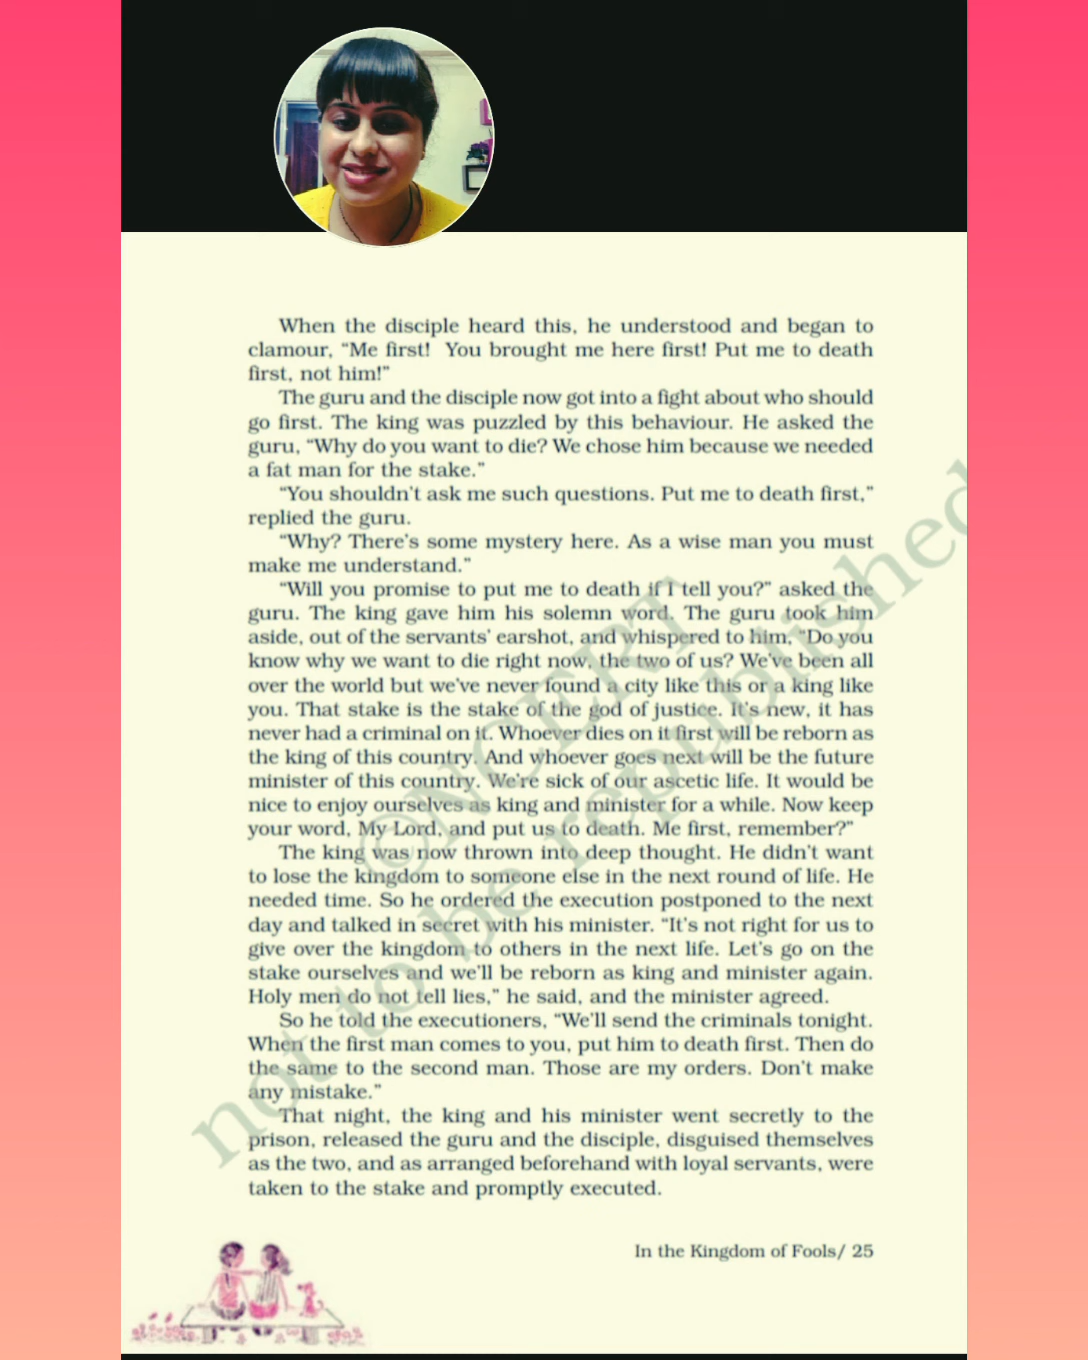 When the disciple heard this, he understood and began to
clamour, “Me first!  You brought me here first! Put me to death
first, not him!”
The guru and the disciple now got into a fight about who should
go first. The king was puzzled by this behaviour. He asked the
guru, “Why do you want to die? We chose him because we needed
a fat man for the stake.”
“You shouldn’t ask me such questions. Put me to death first,”
replied the guru.
“Why? There’s some mystery here. As a wise man you must
make me understand.”
“Will you promise to put me to death if I tell you?” asked the
guru. The king gave him his solemn word. The guru took him
aside, out of the servants’ earshot, and whispered to him, “Do you
know why we want to die right now, the two of us? We’ve been all
over the world but we’ve never found a city like this or a king like
you. That stake is the stake of the god of justice. It’s new, it has
never had a criminal on it. Whoever dies on it first will be reborn as
the king of this country. And whoever goes next will be the future
minister of this country. We’re sick of our ascetic life. It would be
nice to enjoy ourselves as king and minister for a while. Now keep
your word, My Lord, and put us to death. Me first, remember?”
The king was now thrown into deep thought. He didn’t want
to lose the kingdom to someone else in the next round of life. He
needed time. So he ordered the execution postponed to the next
day and talked in secret with his minister. “It’s not right for us to
give over the kingdom to others in the next life. Let’s go on the
stake ourselves and we’ll be reborn as king and minister again.
Holy men do not tell lies,” he said, and the minister agreed.
So he told the executioners, “We’ll send the criminals tonight.
When the first man comes to you, put him to death first. Then do
the same to the second man. Those are my orders. Don’t make
any mistake.”
That night, the king and his minister went secretly to the
prison, released the guru and the disciple, disguised themselves
as the two, and as arranged beforehand with loyal servants, were
taken to the stake and promptly executed.
In the Kingdom of Fools/ 25
©NCERT
not to be republished